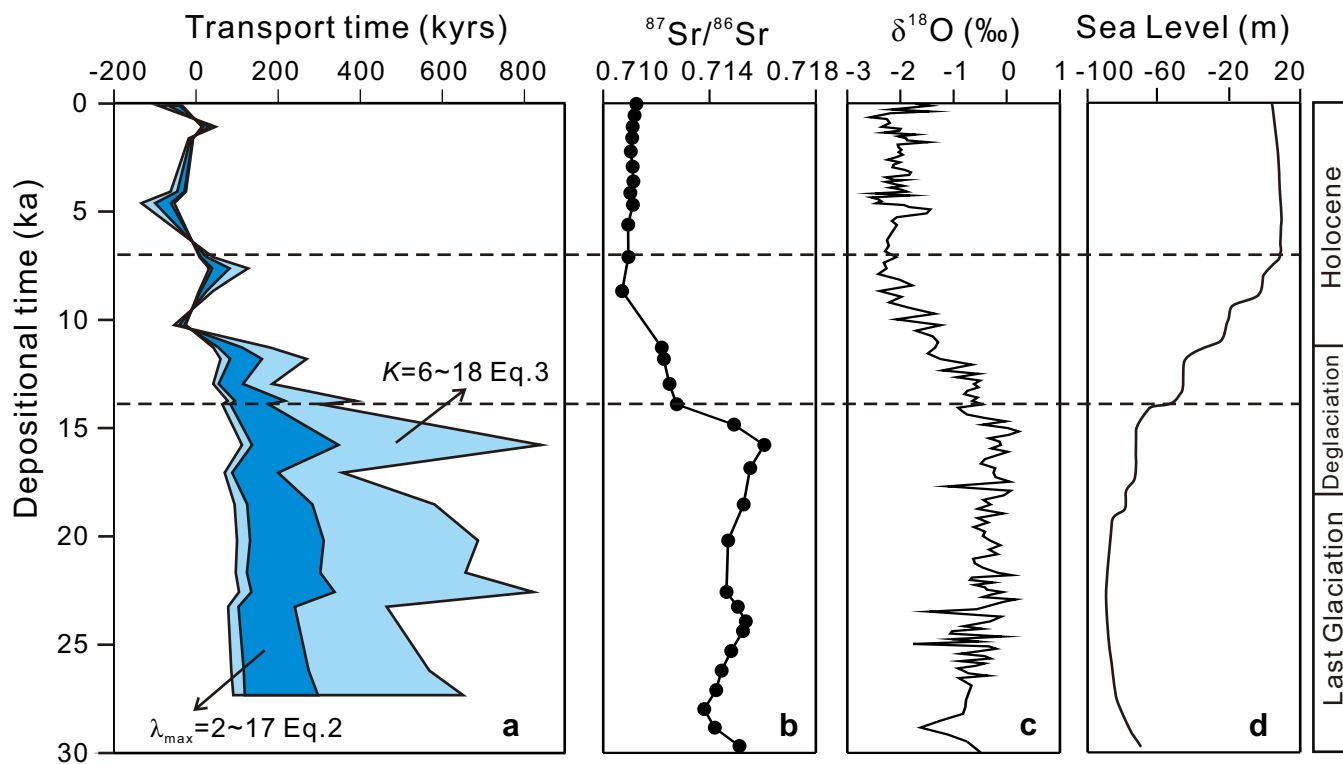 Transport time (kyrs)
-200 0 200 400 600 800
⁸⁷Sr/⁸⁶Sr
0.710 0.714 0.718
δ¹⁸O (‰)
-3 -2 -1 0 1
Sea Level (m)
-100 -60 -20 20
Depositional time (ka)
0
5
10
15
20
25
30
K=6~18 Eq.3
λmax=2~17 Eq.2
a
b
c
d
Holocene
Deglaciation
Last Glaciation